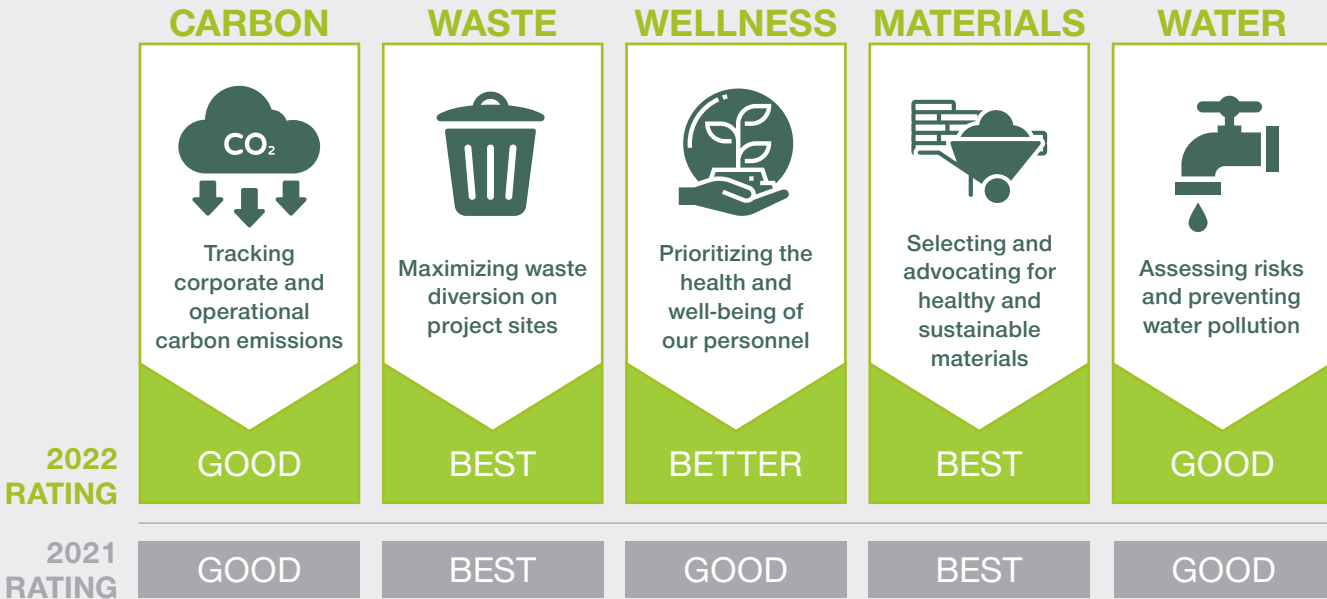 CARBON
WASTE
WELLNESS
MATERIALS
WATER
CO₂
Tracking
corporate and
operational
carbon emissions
Maximizing waste
diversion on
project sites
Prioritizing the
health and
well-being of
our personnel
Selecting and
advocating for
healthy and
sustainable
materials
Assessing risks
and preventing
water pollution
2022
RATING
GOOD
BEST
BETTER
BEST
GOOD
2021
RATING
GOOD
BEST
GOOD
BEST
GOOD